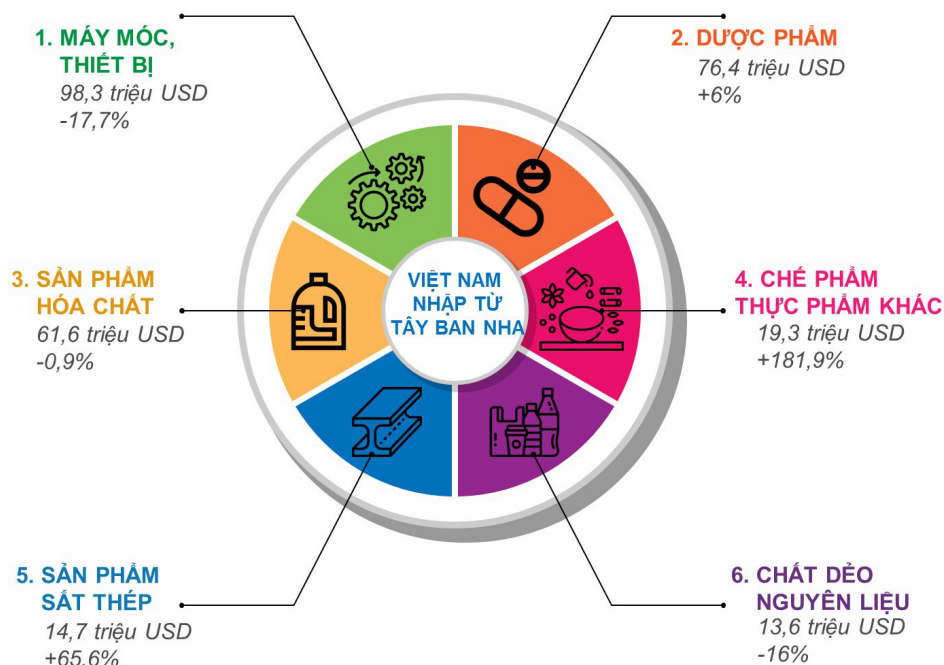 1. MÁY MÓC,
THIẾT BỊ
98,3 triệu USD
-17,7%
2. DƯỢC PHẨM
76,4 triệu USD
+6%
3. SẢN PHẨM
HÓA CHẤT
61,6 triệu USD
-0,9%
VIỆT NAM
NHẬP TỪ
TÂY BAN NHA
4. CHẾ PHẨM
THỰC PHẨM KHÁC
19,3 triệu USD
+181,9%
5. SẢN PHẨM
SẮT THÉP
14,7 triệu USD
+65,6%
6. CHẤT DẺO
NGUYÊN LIỆU
13,6 triệu USD
-16%